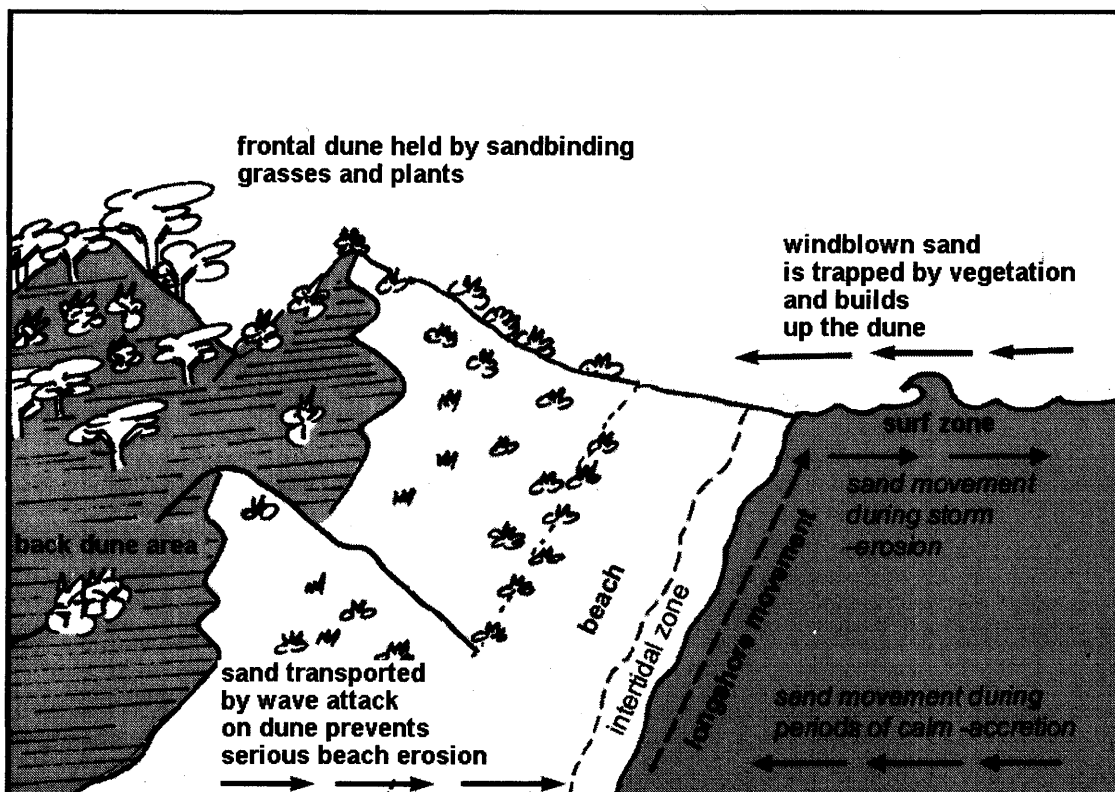 frontal dune held by sandbinding
grasses and plants
windblown sand
is trapped by vegetation
and builds
up the dune
surf zone
sand movement
during storm
-erosion
back dune area
beach
intertidal zone
longshore movement
sand transported
by wave attack
on dune prevents
serious beach erosion
sand movement during
periods of calm -accretion